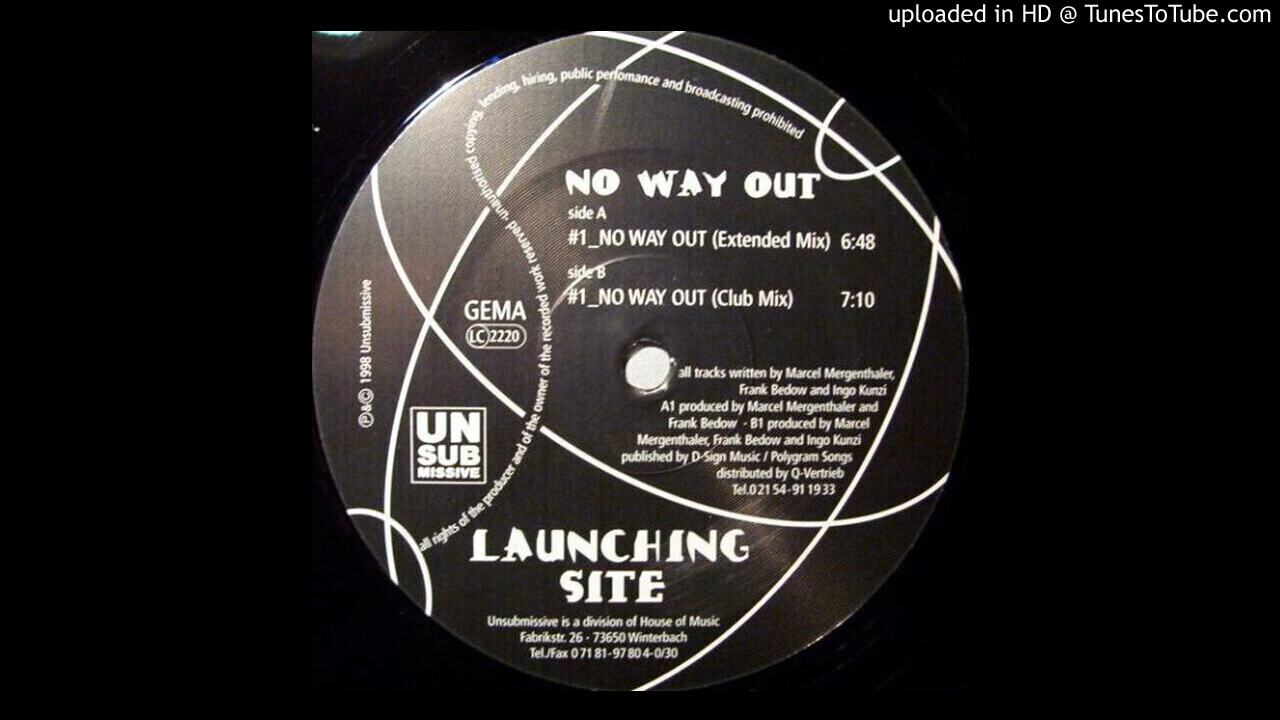 uploaded in HD @ TunesToTube.com
all rights of the producer and of the owner of the recorded work reserved -unauthorised copying, lending, hiring, public perfomance and broadcasting prohibited
NO WAY OUT
side A
#1_NO WAY OUT (Extended Mix) 6:48
side B
#1_NO WAY OUT (Club Mix) 7:10
GEMA
LC 2220
℗&© 1998 Unsubmissive
all tracks written by Marcel Mergenthaler,
Frank Bedow and Ingo Kunzi
A1 produced by Marcel Mergenthaler and
Frank Bedow - B1 produced by Marcel
Mergenthaler, Frank Bedow and Ingo Kunzi
published by D-Sign Music / Polygram Songs
distributed by Q-Vertrieb
Tel.0 21 54 - 91 19 33
UN
SUB
MISSIVE
LAUNCHING
SITE
Unsubmissive is a division of House of Music
Fabrikstr. 26 - 73650 Winterbach
Tel./Fax 0 71 81-97 80 4-0/30